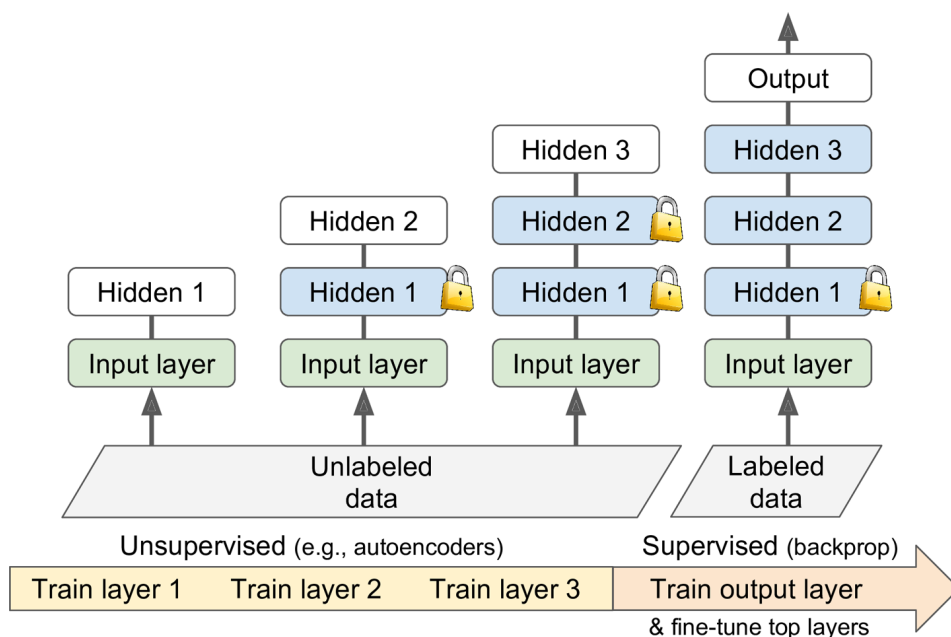 Output
Hidden 3
Hidden 3
Hidden 2
Hidden 2
Hidden 2
Hidden 1
Hidden 1
Hidden 1
Hidden 1
Input layer
Input layer
Input layer
Input layer
Unlabeled
data
Labeled
data
Unsupervised (e.g., autoencoders)
Supervised (backprop)
Train layer 1
Train layer 2
Train layer 3
Train output layer
& fine-tune top layers